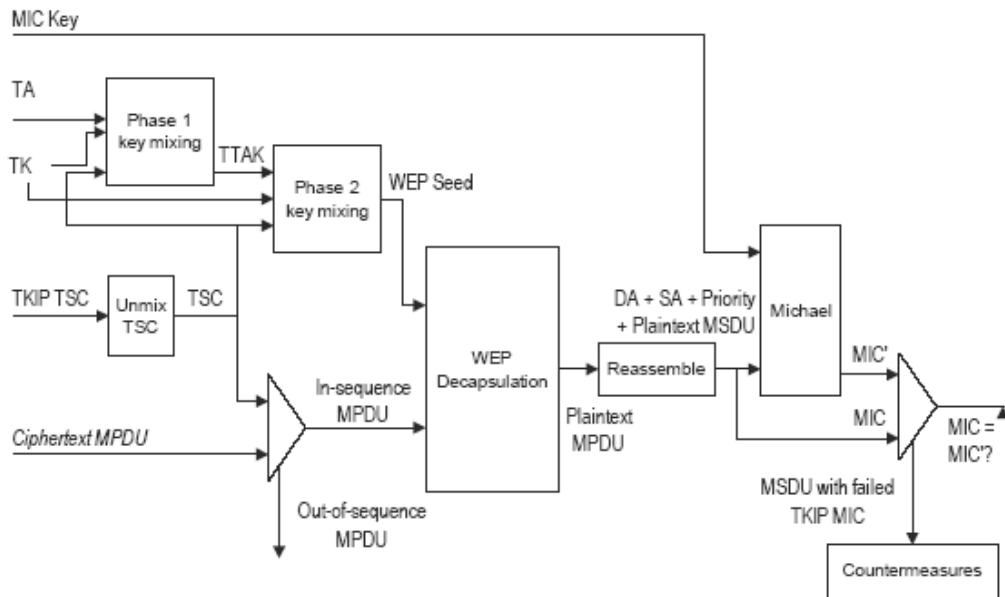 MIC Key
TA
Phase 1
key mixing
TK
TTAK
Phase 2
key mixing
WEP Seed
TKIP TSC
Unmix
TSC
TSC
DA + SA + Priority
+ Plaintext MSDU
Michael
WEP
Decapsulation
Reassemble
MIC'
In-sequence
MPDU
Plaintext
MPDU
MIC
MIC =
MIC'?
Ciphertext MPDU
Out-of-sequence
MPDU
MSDU with failed
TKIP MIC
Countermeasures